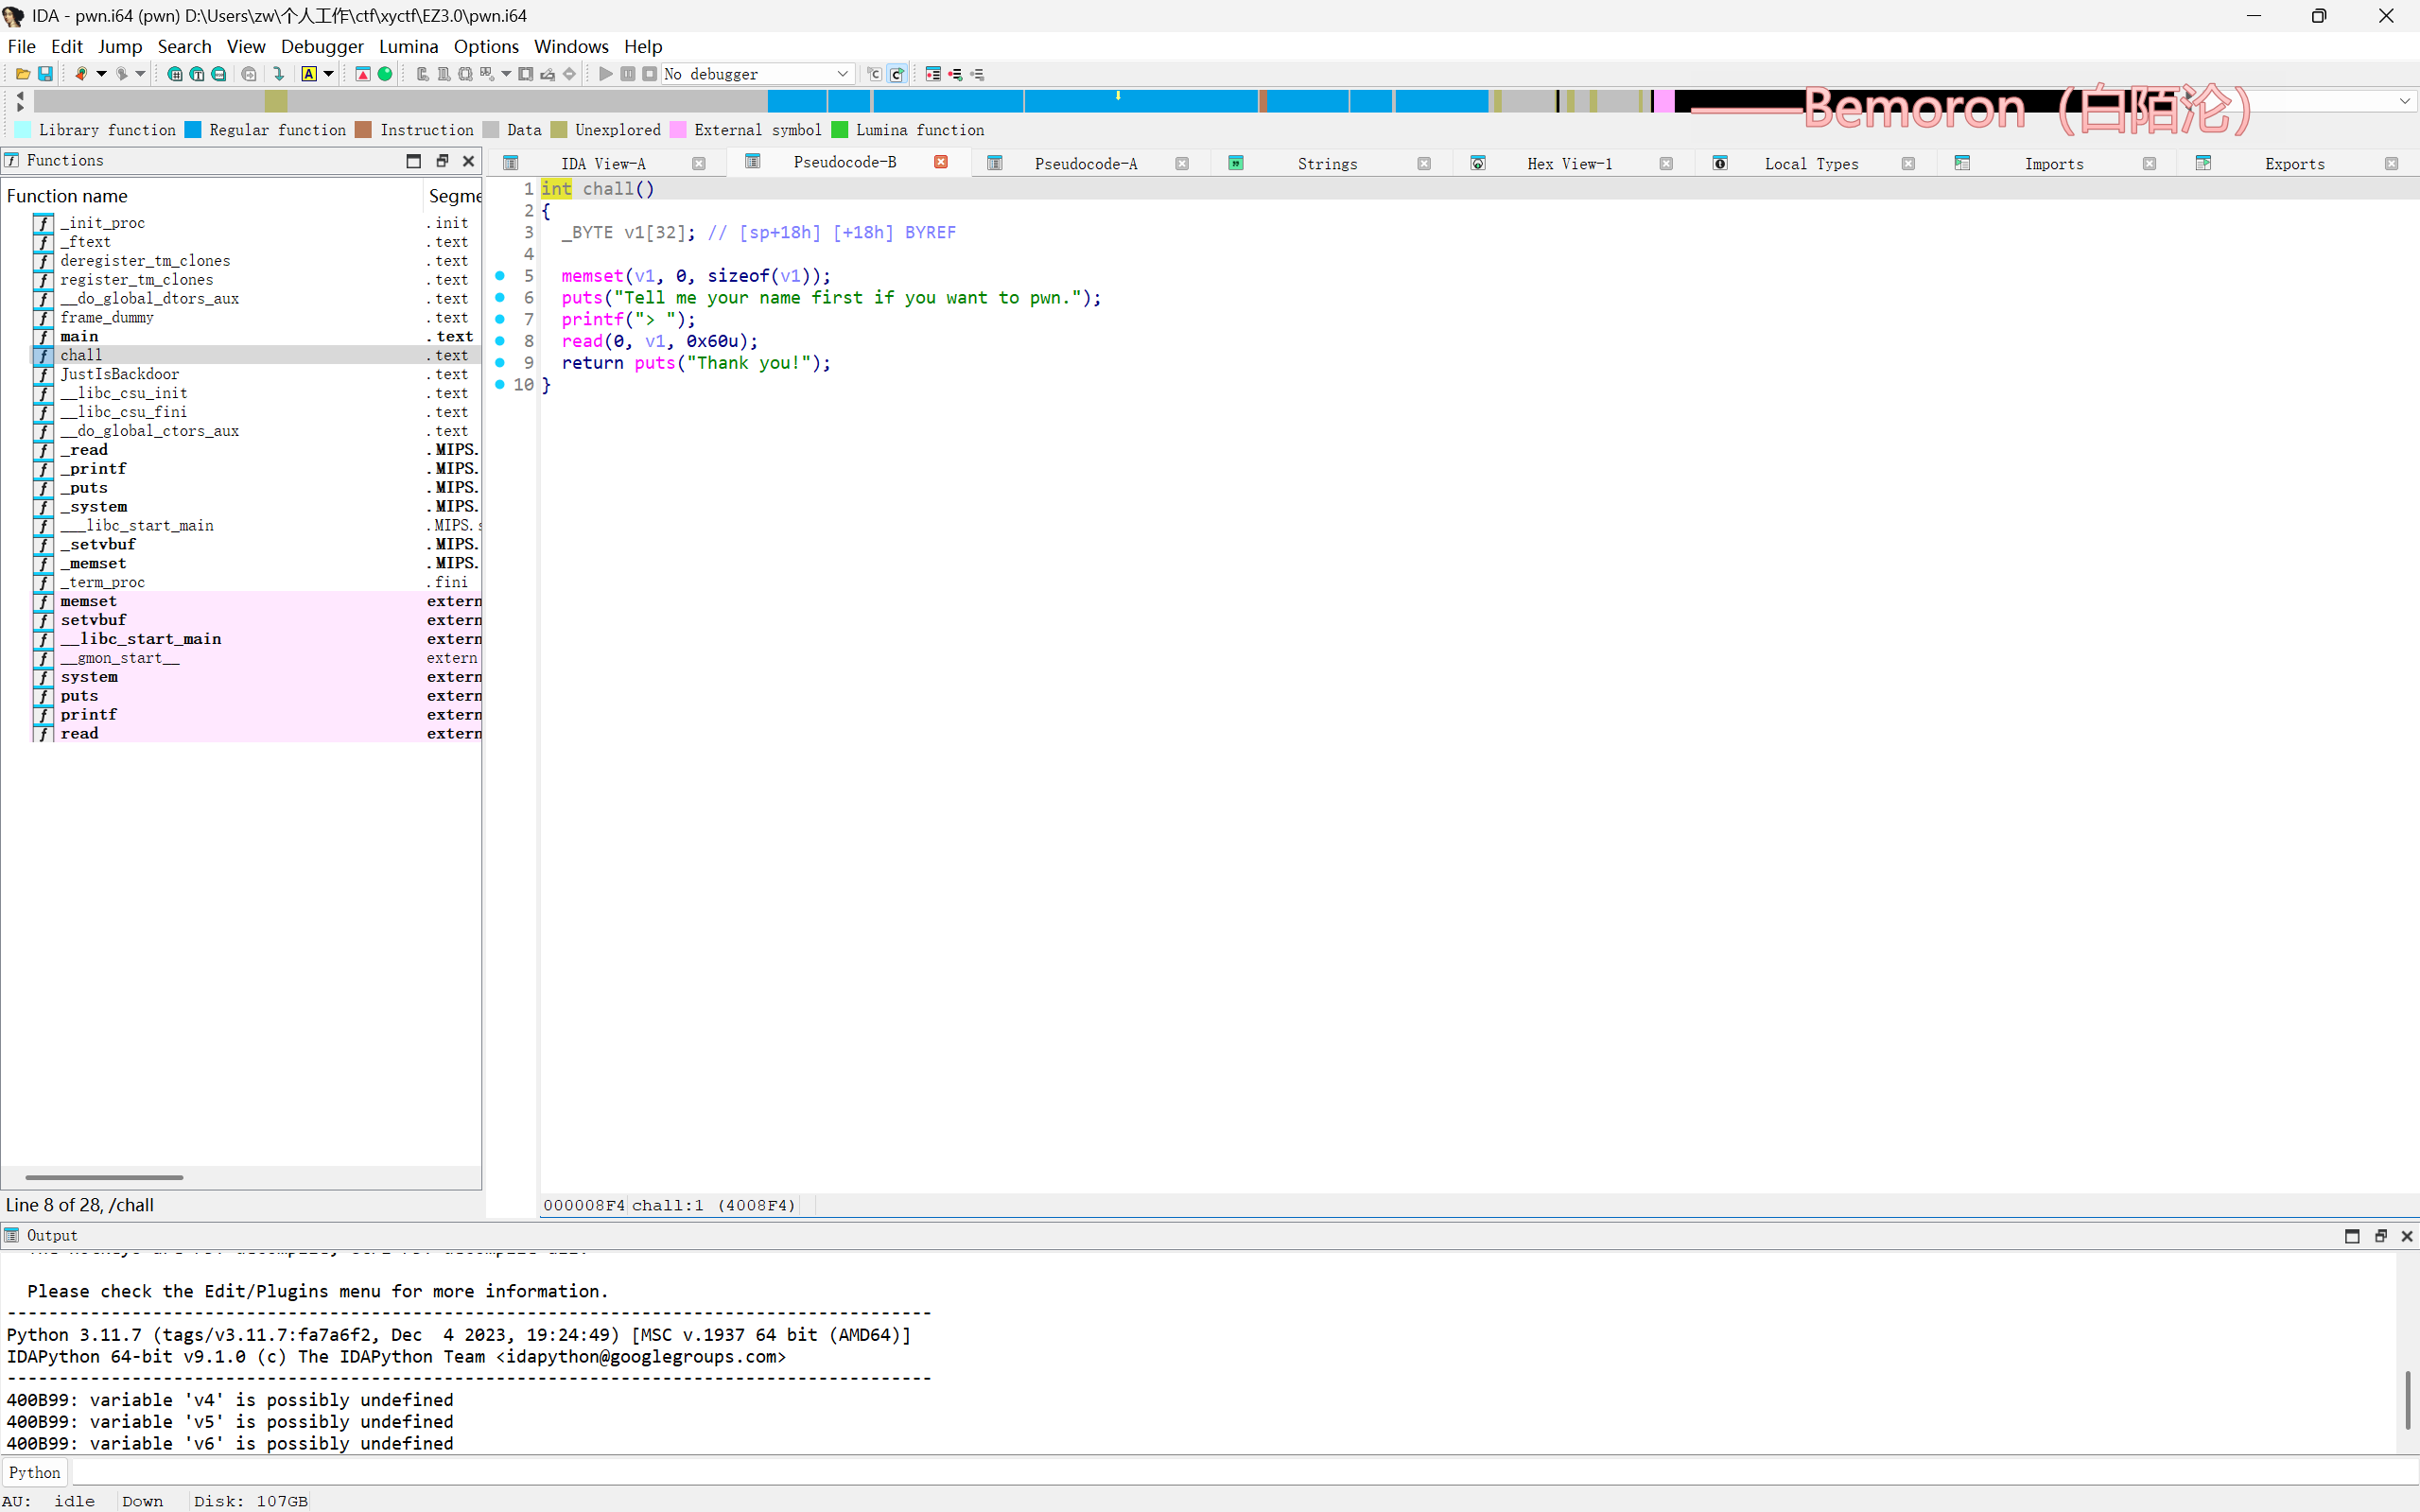 IDA - pwn.i64 (pwn) D:\Users\zw\个人工作\ctf\xyctf\EZ3.0\pwn.i64
File Edit Jump Search View Debugger Lumina Options Windows Help
No debugger
———Bemoron（白陌沦）
Library function Regular function Instruction Data Unexplored External symbol Lumina function
Functions
IDA View-A Pseudocode-B Pseudocode-A Strings Hex View-1 Local Types Imports Exports
Function name Segme
_init_proc .init
_ftext .text
deregister_tm_clones .text
register_tm_clones .text
__do_global_dtors_aux .text
frame_dummy .text
main .text
chall .text
JustIsBackdoor .text
__libc_csu_init .text
__libc_csu_fini .text
__do_global_ctors_aux .text
_read .MIPS.
_printf .MIPS.
_puts .MIPS.
_system .MIPS.
___libc_start_main .MIPS.s
_setvbuf .MIPS.
_memset .MIPS.
_term_proc .fini
memset extern
setvbuf extern
__libc_start_main extern
__gmon_start__ extern
system extern
puts extern
printf extern
read extern
Line 8 of 28, /chall
1 int chall()
2 {
3 _BYTE v1[32]; // [sp+18h] [+18h] BYREF
4
5 memset(v1, 0, sizeof(v1));
6 puts("Tell me your name first if you want to pwn.");
7 printf("> ");
8 read(0, v1, 0x60u);
9 return puts("Thank you!");
10 }
000008F4 chall:1 (4008F4)
Output
Please check the Edit/Plugins menu for more information.
-----------------------------------------------------------------------------------------
Python 3.11.7 (tags/v3.11.7:fa7a6f2, Dec  4 2023, 19:24:49) [MSC v.1937 64 bit (AMD64)]
IDAPython 64-bit v9.1.0 (c) The IDAPython Team <idapython@googlegroups.com>
-----------------------------------------------------------------------------------------
400B99: variable 'v4' is possibly undefined
400B99: variable 'v5' is possibly undefined
400B99: variable 'v6' is possibly undefined
Python
AU: idle Down Disk: 107GB